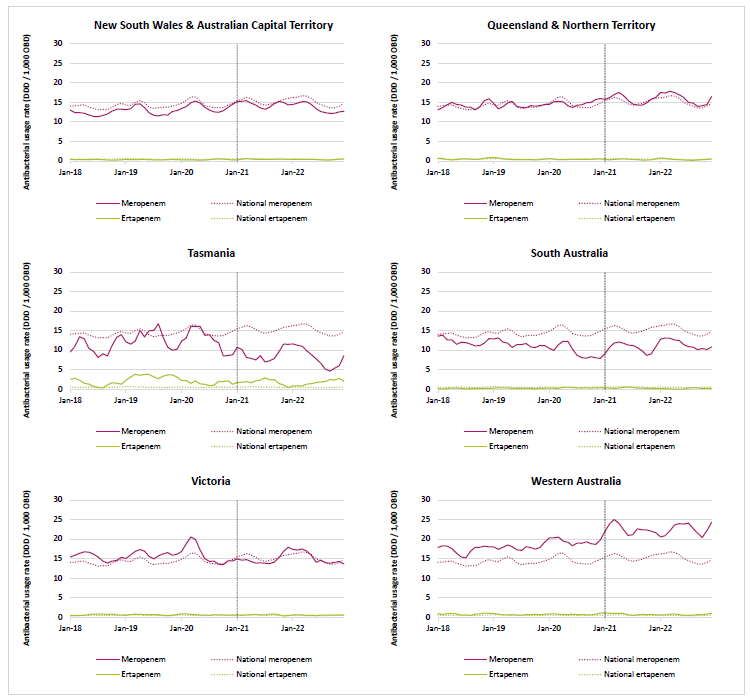 New South Wales & Australian Capital Territory
Antibacterial usage rate (DDD / 1,000 OBD)
30
25
20
15
10
5
0
Jan-18 Jan-19 Jan-20 Jan-21 Jan-22
Meropenem National meropenem
Ertapenem National ertapenem
Queensland & Northern Territory
Antibacterial usage rate (DDD / 1,000 OBD)
30
25
20
15
10
5
0
Jan-18 Jan-19 Jan-20 Jan-21 Jan-22
Meropenem National meropenem
Ertapenem National ertapenem
Tasmania
Antibacterial usage rate (DDD / 1,000 OBD)
30
25
20
15
10
5
0
Jan-18 Jan-19 Jan-20 Jan-21 Jan-22
Meropenem National meropenem
Ertapenem National ertapenem
South Australia
Antibacterial usage rate (DDD / 1,000 OBD)
30
25
20
15
10
5
0
Jan-18 Jan-19 Jan-20 Jan-21 Jan-22
Meropenem National meropenem
Ertapenem National ertapenem
Victoria
Antibacterial usage rate (DDD / 1,000 OBD)
30
25
20
15
10
5
0
Jan-18 Jan-19 Jan-20 Jan-21 Jan-22
Meropenem National meropenem
Ertapenem National ertapenem
Western Australia
Antibacterial usage rate (DDD / 1,000 OBD)
30
25
20
15
10
5
0
Jan-18 Jan-19 Jan-20 Jan-21 Jan-22
Meropenem National meropenem
Ertapenem National ertapenem